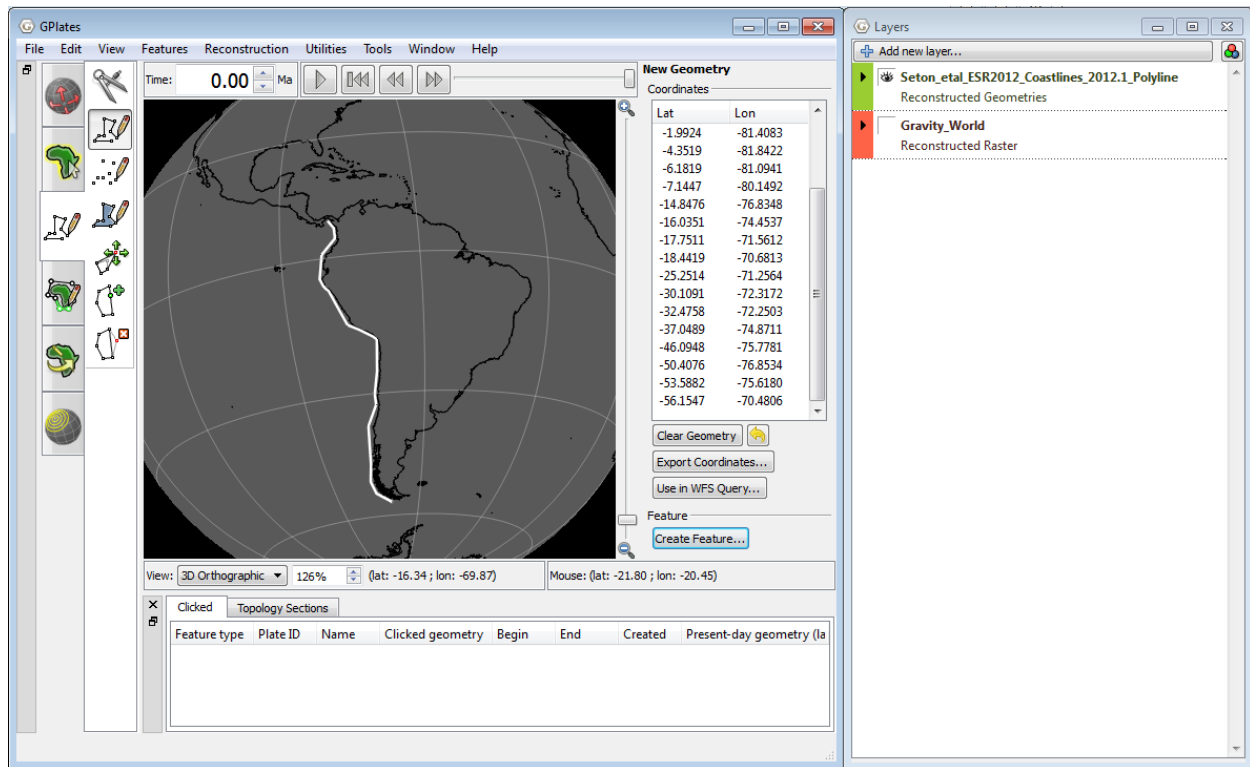 GPlates
File Edit View Features Reconstruction Utilities Tools Window Help
Time: 0.00 Ma
New Geometry
Coordinates
Lat Lon
-1.9924 -81.4083
-4.3519 -81.8422
-6.1819 -81.0941
-7.1447 -80.1492
-14.8476 -76.8348
-16.0351 -74.4537
-17.7511 -71.5612
-18.4419 -70.6813
-25.2514 -71.2564
-30.1091 -72.3172
-32.4758 -72.2503
-37.0489 -74.8711
-46.0948 -75.7781
-50.4076 -76.8534
-53.5882 -75.6180
-56.1547 -70.4806
Clear Geometry
Export Coordinates...
Use in WFS Query...
Feature
Create Feature...
View: 3D Orthographic 126% (lat: -16.34 ; lon: -69.87) Mouse: (lat: -21.80 ; lon: -20.45)
Clicked Topology Sections
Feature type Plate ID Name Clicked geometry Begin End Created Present-day geometry (la
Layers
Add new layer...
Seton_etal_ESR2012_Coastlines_2012.1_Polyline
Reconstructed Geometries
Gravity_World
Reconstructed Raster